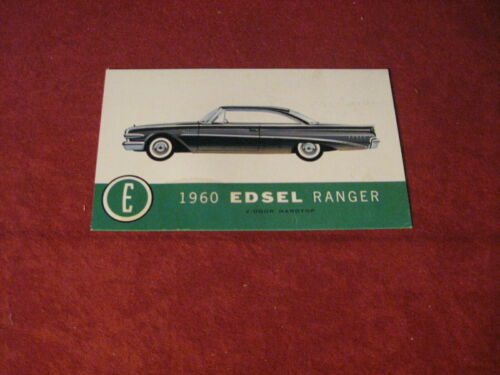 E
1960 EDSEL RANGER
2 DOOR HARDTOP